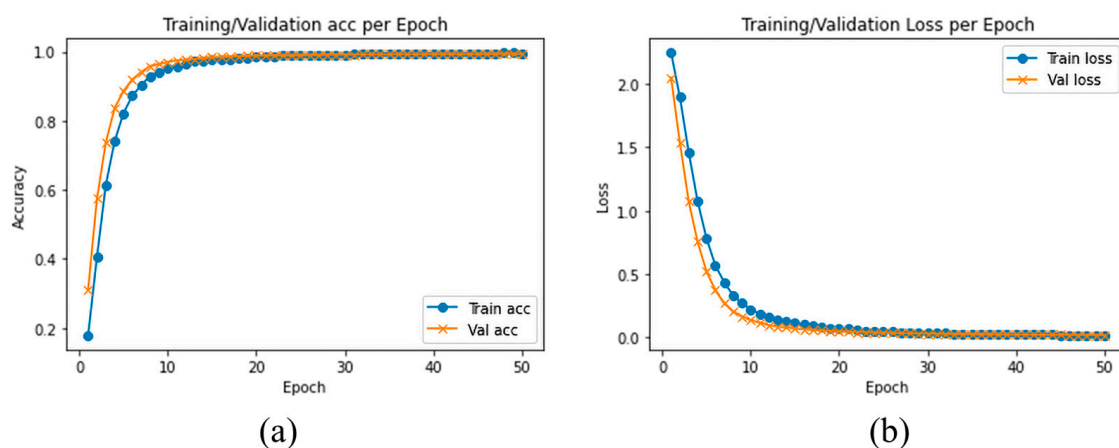 Training/Validation acc per Epoch
1.0
0.8
0.6
0.4
0.2
Accuracy
Train acc
Val acc
0 10 20 30 40 50
Epoch
(a)
Training/Validation Loss per Epoch
2.0
1.5
1.0
0.5
0.0
Loss
Train loss
Val loss
0 10 20 30 40 50
Epoch
(b)